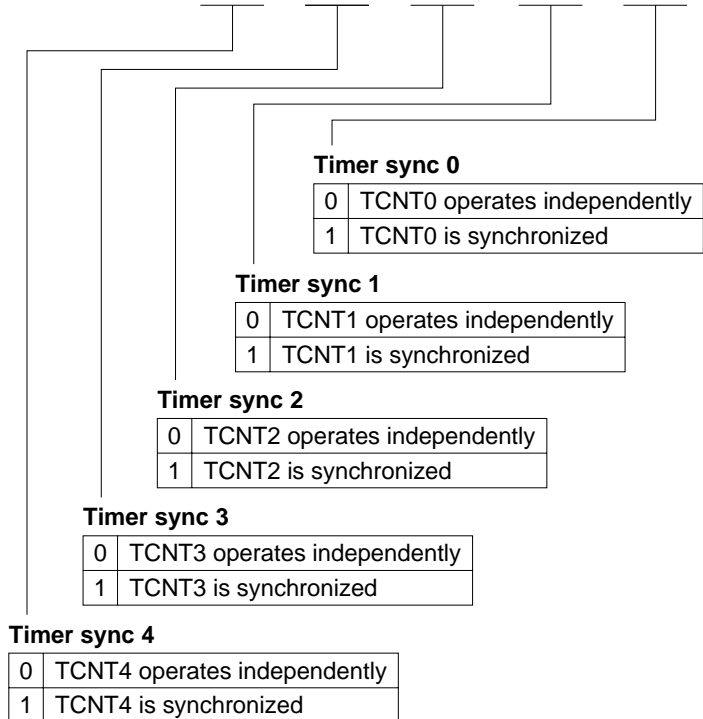 Timer sync 0
0 TCNT0 operates independently
1 TCNT0 is synchronized
Timer sync 1
0 TCNT1 operates independently
1 TCNT1 is synchronized
Timer sync 2
0 TCNT2 operates independently
1 TCNT2 is synchronized
Timer sync 3
0 TCNT3 operates independently
1 TCNT3 is synchronized
Timer sync 4
0 TCNT4 operates independently
1 TCNT4 is synchronized